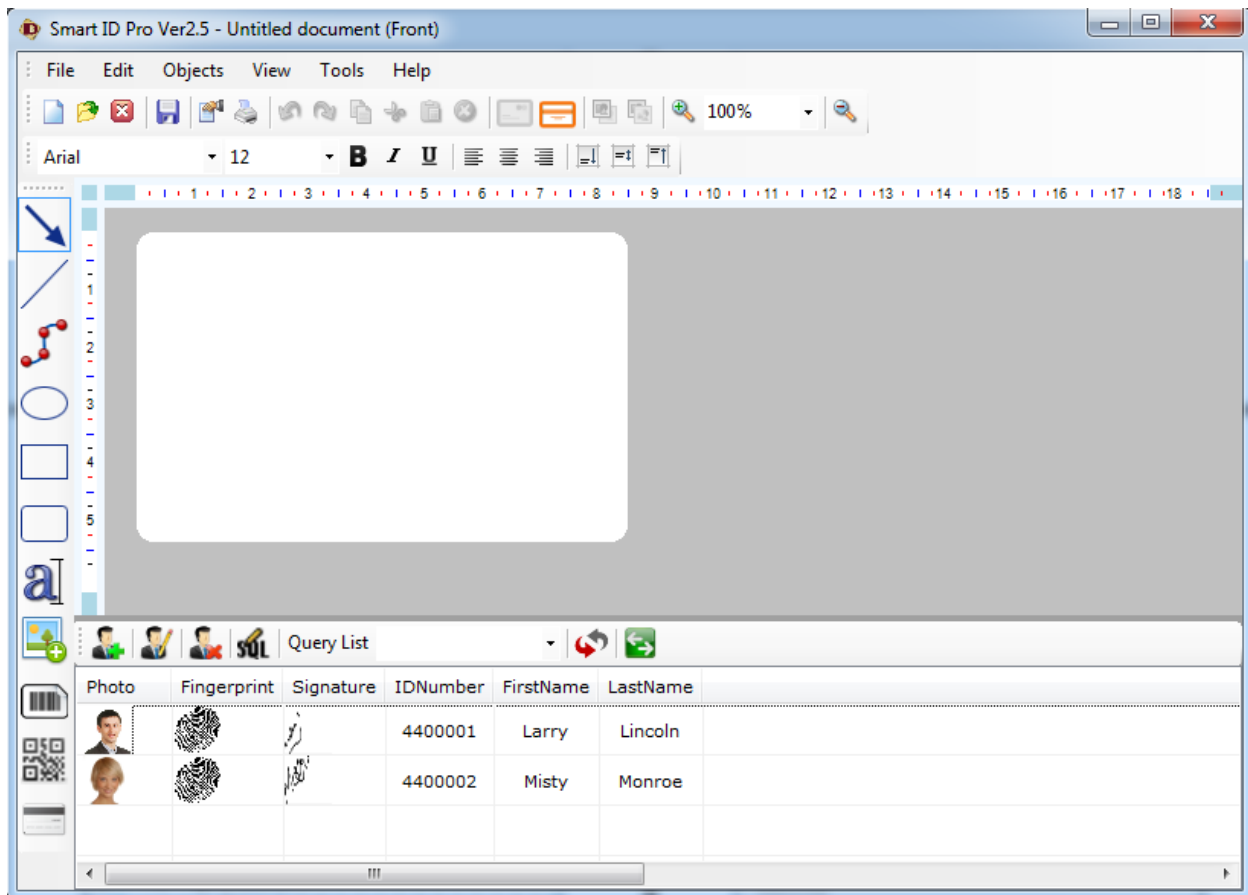 Smart ID Pro Ver2.5 - Untitled document (Front)
File Edit Objects View Tools Help
100%
Arial 12 B I U
1 2 3 4 5 6 7 8 9 10 11 12 13 14 15 16 17 18
1
2
3
4
5
a
SQL Query List
Photo Fingerprint Signature IDNumber FirstName LastName
4400001 Larry Lincoln
4400002 Misty Monroe